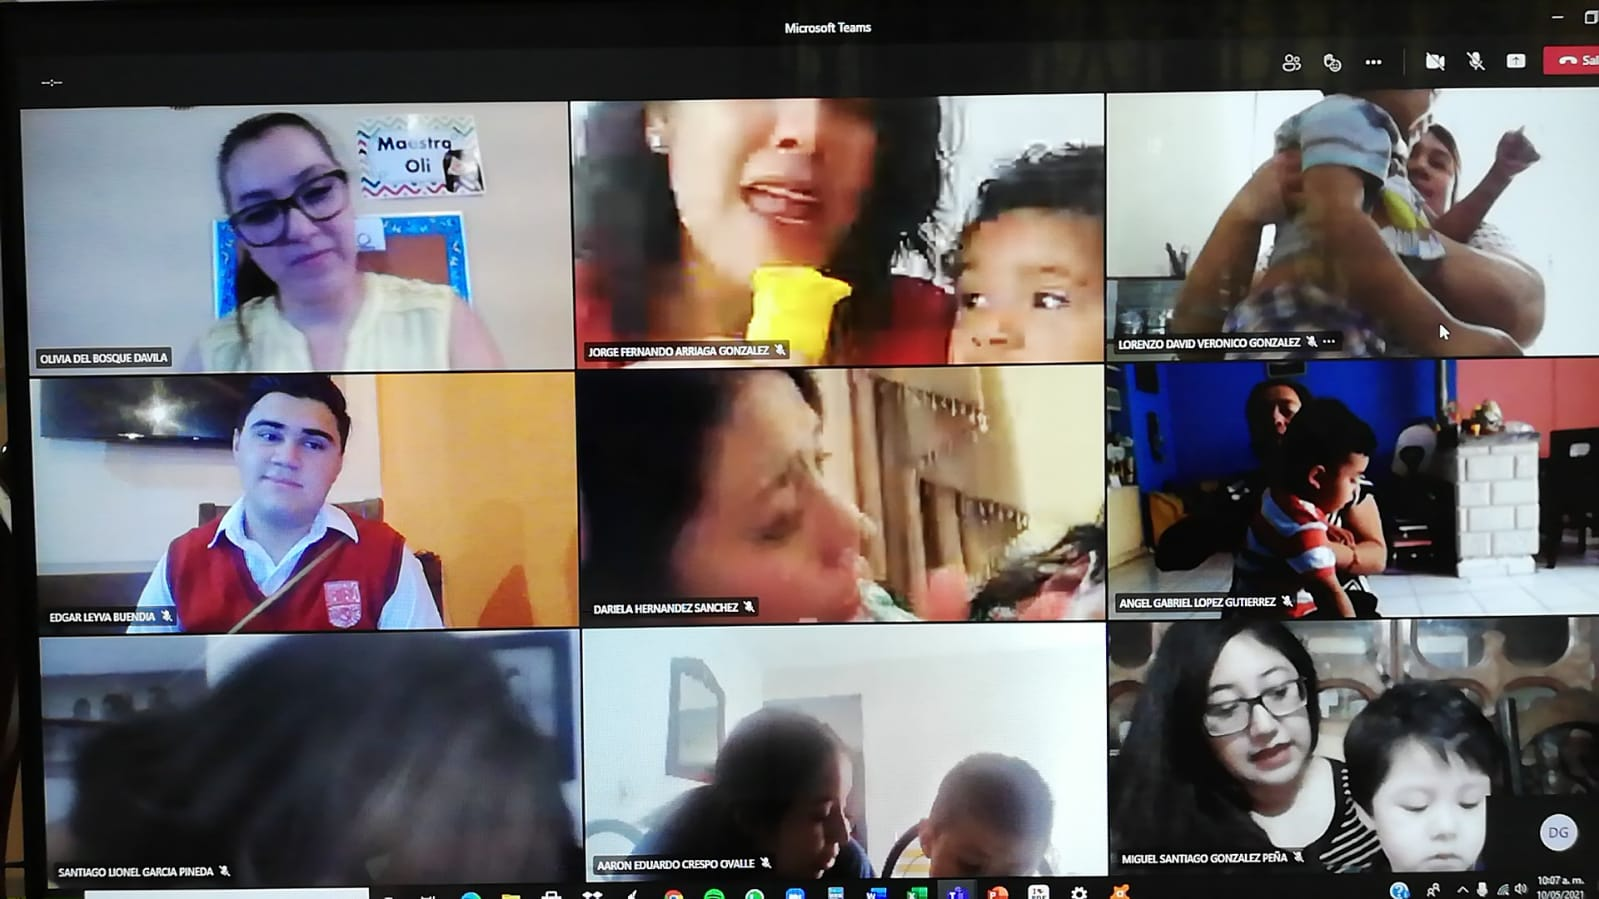 Microsoft Teams
--:--
Sal
Maestra
Oli
OLIVIA DEL BOSQUE DAVILA
JORGE FERNANDO ARRIAGA GONZALEZ
LORENZO DAVID VERONICO GONZALEZ
EDGAR LEYVA BUENDIA
DARIELA HERNANDEZ SANCHEZ
ANGEL GABRIEL LOPEZ GUTIERREZ
SANTIAGO LIONEL GARCIA PINEDA
AARON EDUARDO CRESPO OVALLE
MIGUEL SANTIAGO GONZALEZ PEÑA
DG
10:07 a. m.
10/05/2021